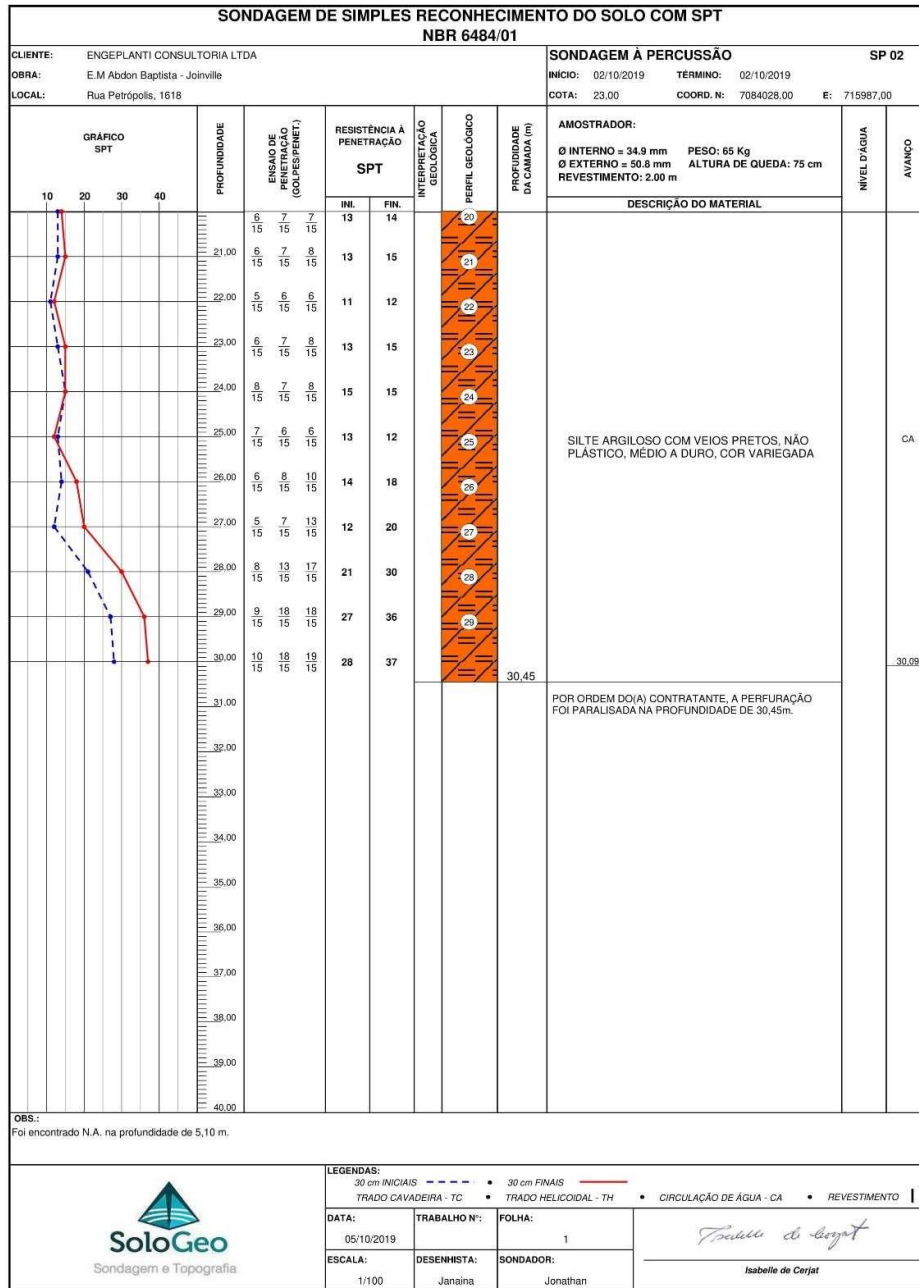 SONDAGEM DE SIMPLES RECONHECIMENTO DO SOLO COM SPT
NBR 6484/01
CLIENTE: ENGEPLANTI CONSULTORIA LTDA
OBRA: E.M Abdon Baptista - Joinville
LOCAL: Rua Petrópolis, 1618
SONDAGEM À PERCUSSÃO SP 02
INÍCIO: 02/10/2019 TÉRMINO: 02/10/2019
COTA: 23,00 COORD. N: 7084028,00 E: 715987,00
GRÁFICO
SPT
10 20 30 40
PROFUNDIDADE
ENSAIO DE
PENETRAÇÃO
(GOLPES/PENET.)
RESISTÊNCIA À
PENETRAÇÃO
SPT
INI. FIN.
INTERPRETAÇÃO
GEOLÓGICA
PERFIL GEOLÓGICO
PROFUDIDADE
DA CAMADA (m)
AMOSTRADOR:
Ø INTERNO = 34.9 mm PESO: 65 Kg
Ø EXTERNO = 50.8 mm ALTURA DE QUEDA: 75 cm
REVESTIMENTO: 2.00 m
DESCRIÇÃO DO MATERIAL
NÍVEL D'ÁGUA
AVANÇO
6/15 7/15 7/15 13 14 20
21,00 6/15 7/15 8/15 13 15 21
22,00 5/15 6/15 6/15 11 12 22
23,00 6/15 7/15 8/15 13 15 23
24,00 8/15 7/15 8/15 15 15 24
25,00 7/15 6/15 6/15 13 12 25
26,00 6/15 8/15 10/15 14 18 26
27,00 5/15 7/15 13/15 12 20 27
28,00 8/15 13/15 17/15 21 30 28
29,00 9/15 18/15 18/15 27 36 29
30,00 10/15 18/15 19/15 28 37
30,45
SILTE ARGILOSO COM VEIOS PRETOS, NÃO
PLÁSTICO, MÉDIO A DURO, COR VARIEGADA
CA
30,09
POR ORDEM DO(A) CONTRATANTE, A PERFURAÇÃO
FOI PARALISADA NA PROFUNDIDADE DE 30,45m.
31,00
32,00
33,00
34,00
35,00
36,00
37,00
38,00
39,00
40,00
OBS.:
Foi encontrado N.A. na profundidade de 5,10 m.
SoloGeo
Sondagem e Topografia
LEGENDAS:
30 cm INICIAIS • 30 cm FINAIS
TRADO CAVADEIRA - TC • TRADO HELICOIDAL - TH • CIRCULAÇÃO DE ÁGUA - CA • REVESTIMENTO
DATA: TRABALHO N°: FOLHA:
05/10/2019 1
ESCALA: DESENHISTA: SONDADOR:
1/100 Janaina Jonathan
Isabelle de Cerjat
Isabelle de Cerjat